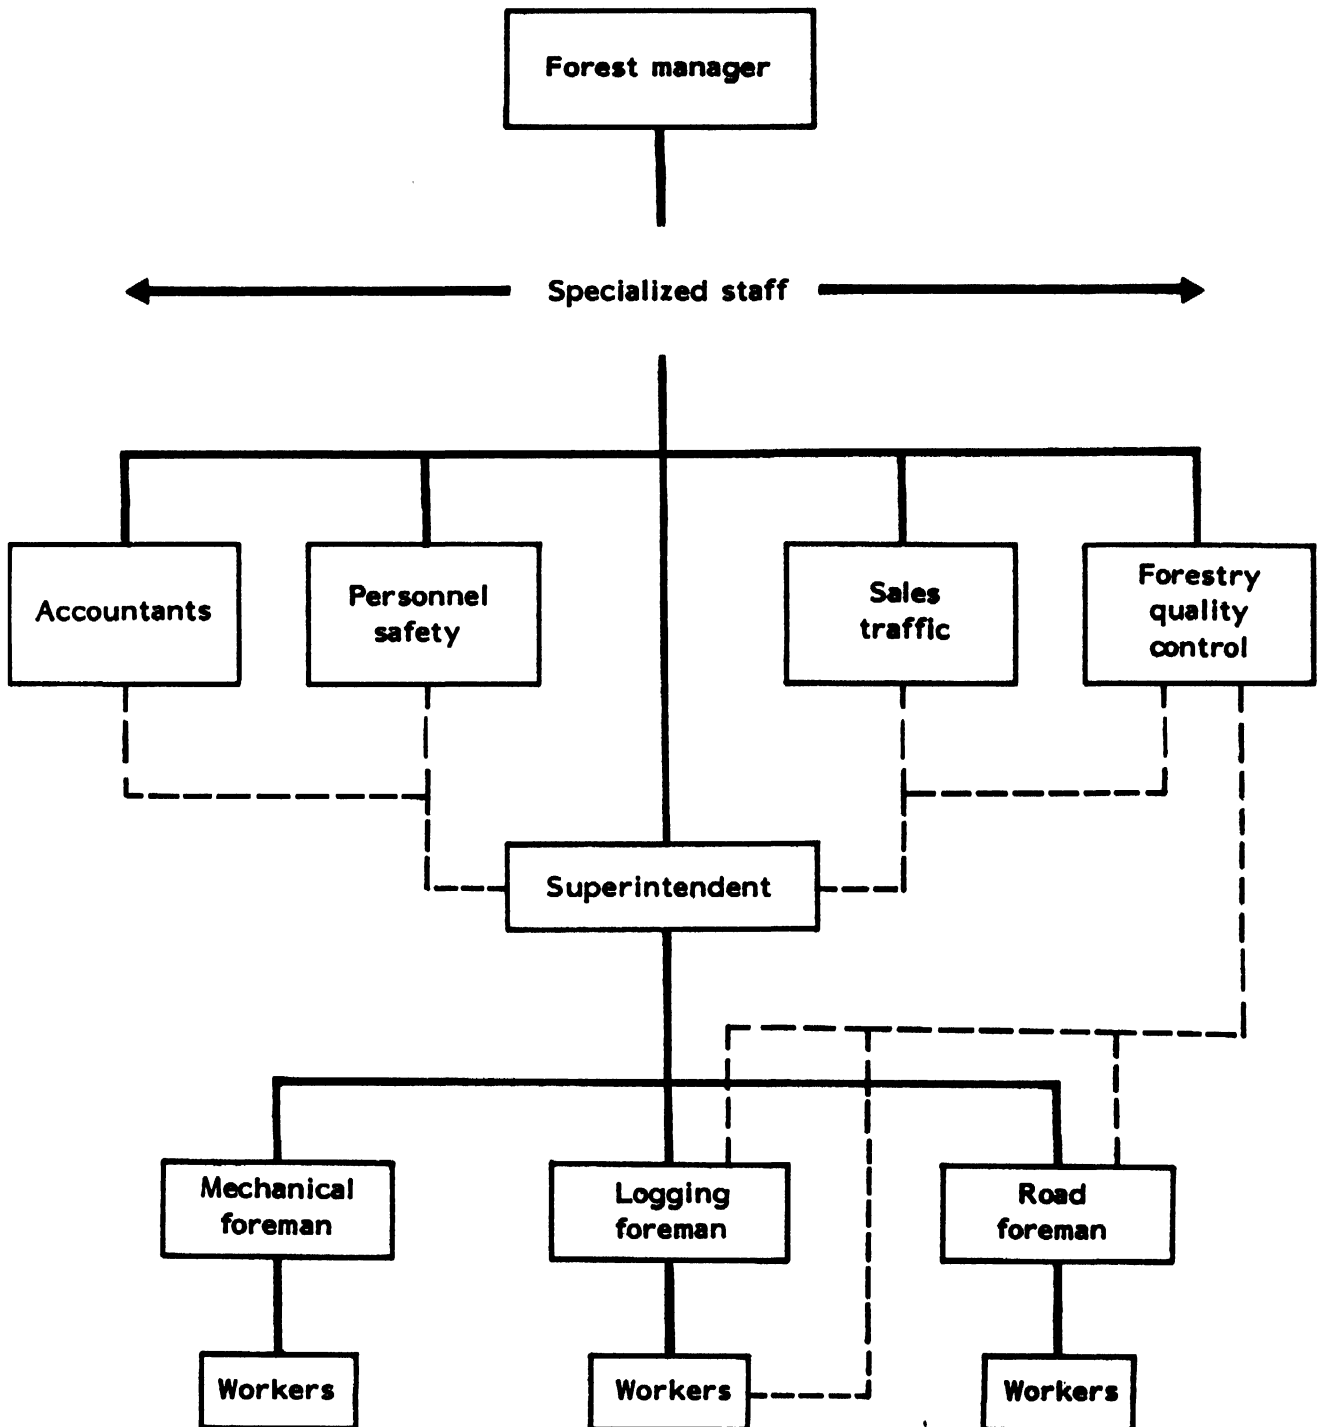 Forest manager
Specialized staff
Accountants
Personnel
safety
Sales
traffic
Forestry
quality
control
Superintendent
Mechanical
foreman
Logging
foreman
Road
foreman
Workers
Workers
Workers